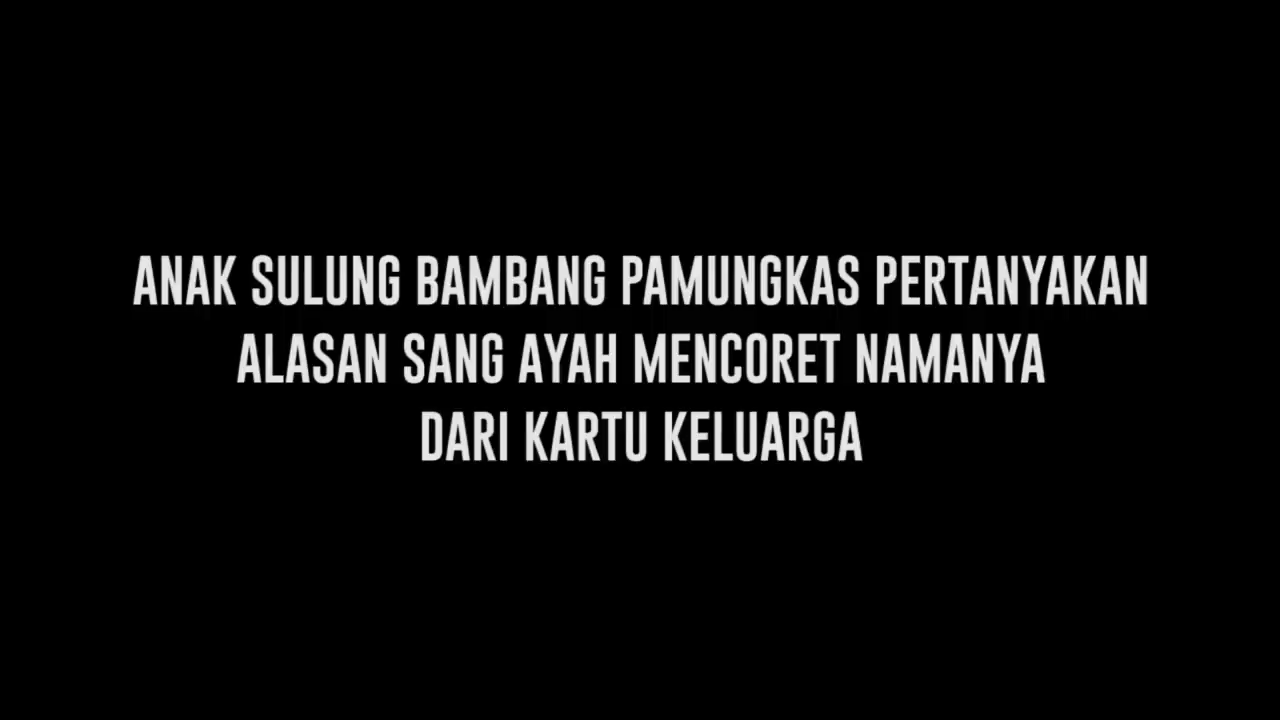 ANAK SULUNG BAMBANG PAMUNGKAS PERTANYAKAN
ALASAN SANG AYAH MENCORET NAMANYA
DARI KARTU KELUARGA